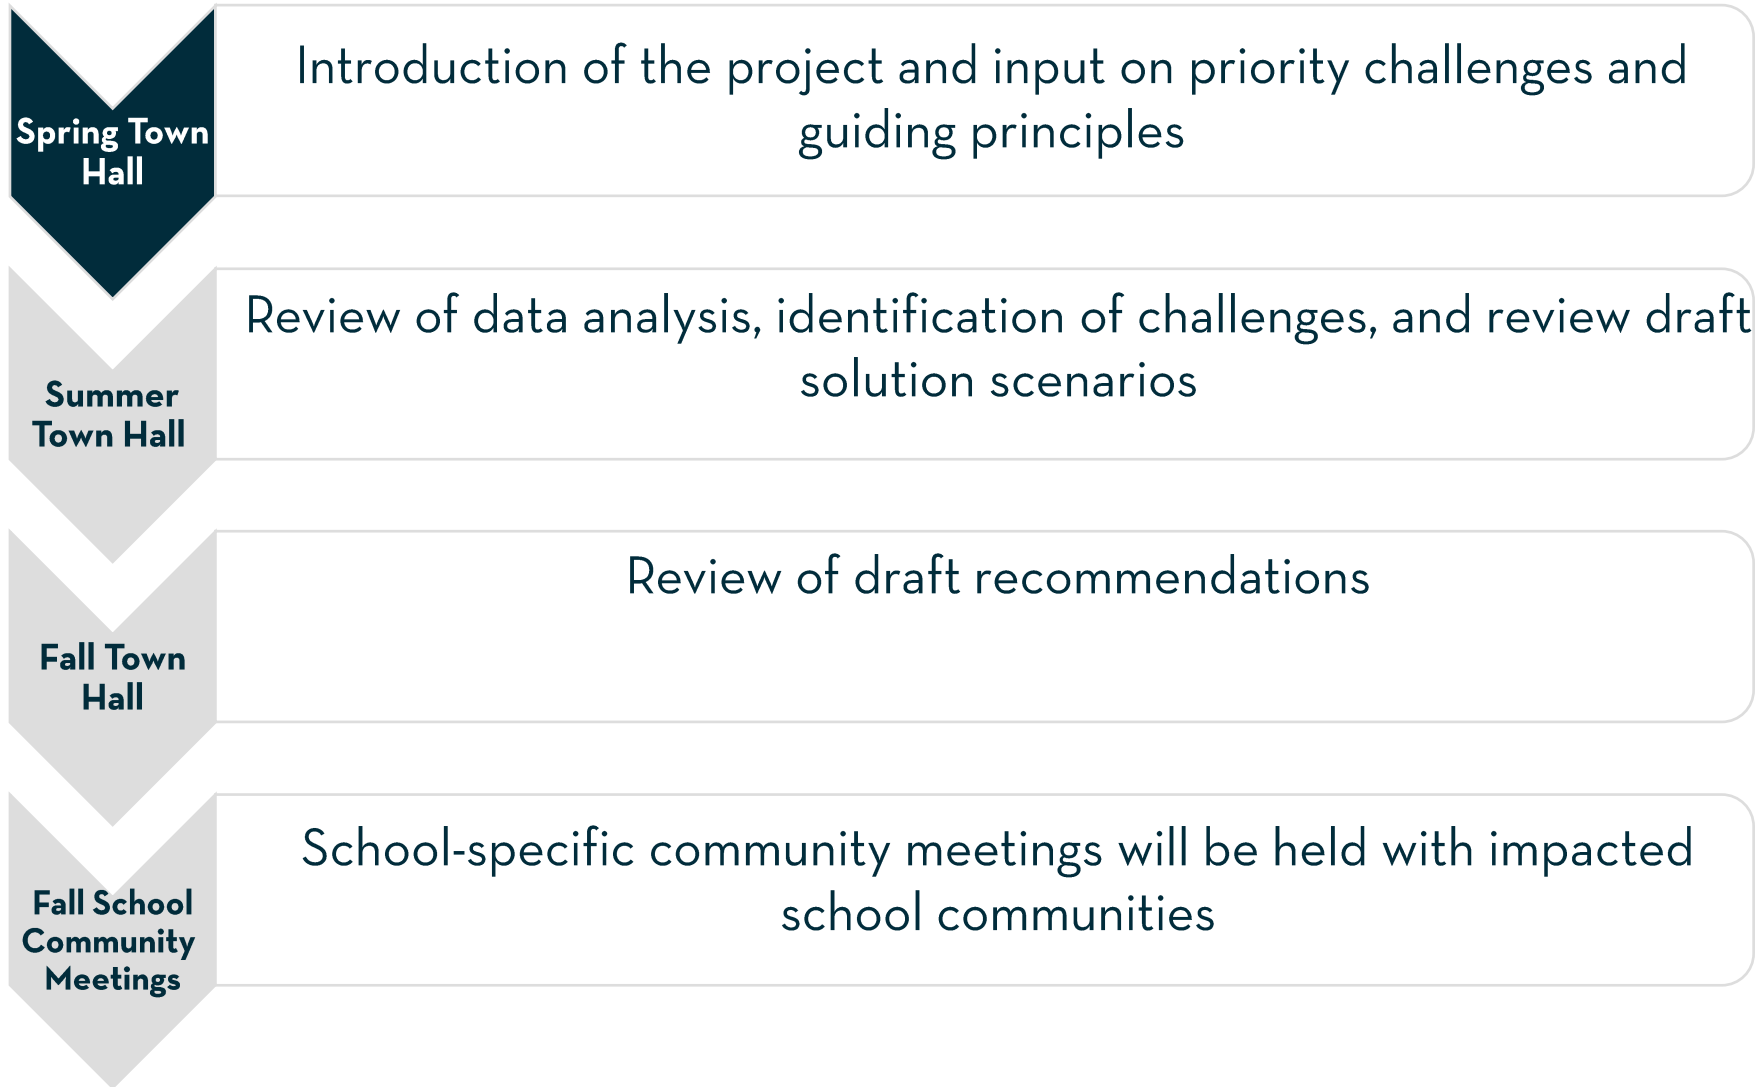 Spring Town
Hall
Introduction of the project and input on priority challenges and
guiding principles
Summer
Town Hall
Review of data analysis, identification of challenges, and review draft
solution scenarios
Fall Town
Hall
Review of draft recommendations
Fall School
Community
Meetings
School-specific community meetings will be held with impacted
school communities